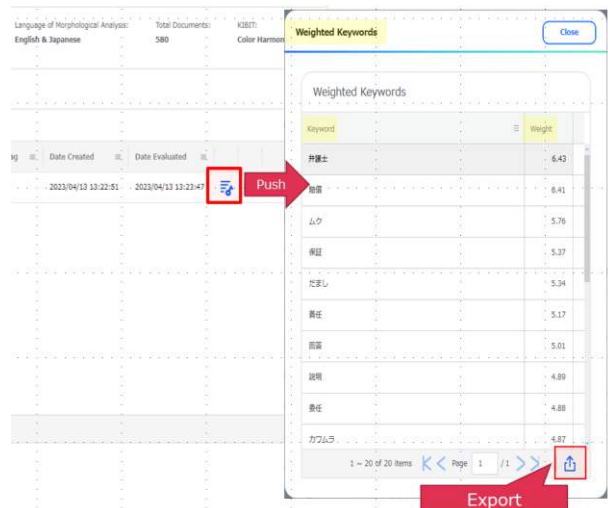 Language of Morphological Analysis: Total Documents: KIBIT:
English & Japanese 580 Color Harmon
Weighted Keywords Close
Weighted Keywords
Keyword Weight
ag Date Created Date Evaluated
2023/04/13 13:22:51 2023/04/13 13:23:47
Push
弁護士 6.43
賠償 6.41
ムク 5.76
保証 5.37
だまし 5.34
責任 5.17
5.01
説明 4.89
委任 4.88
カワムラ 4.87
1 ~ 20 of 20 items Page 1 / 1
Export